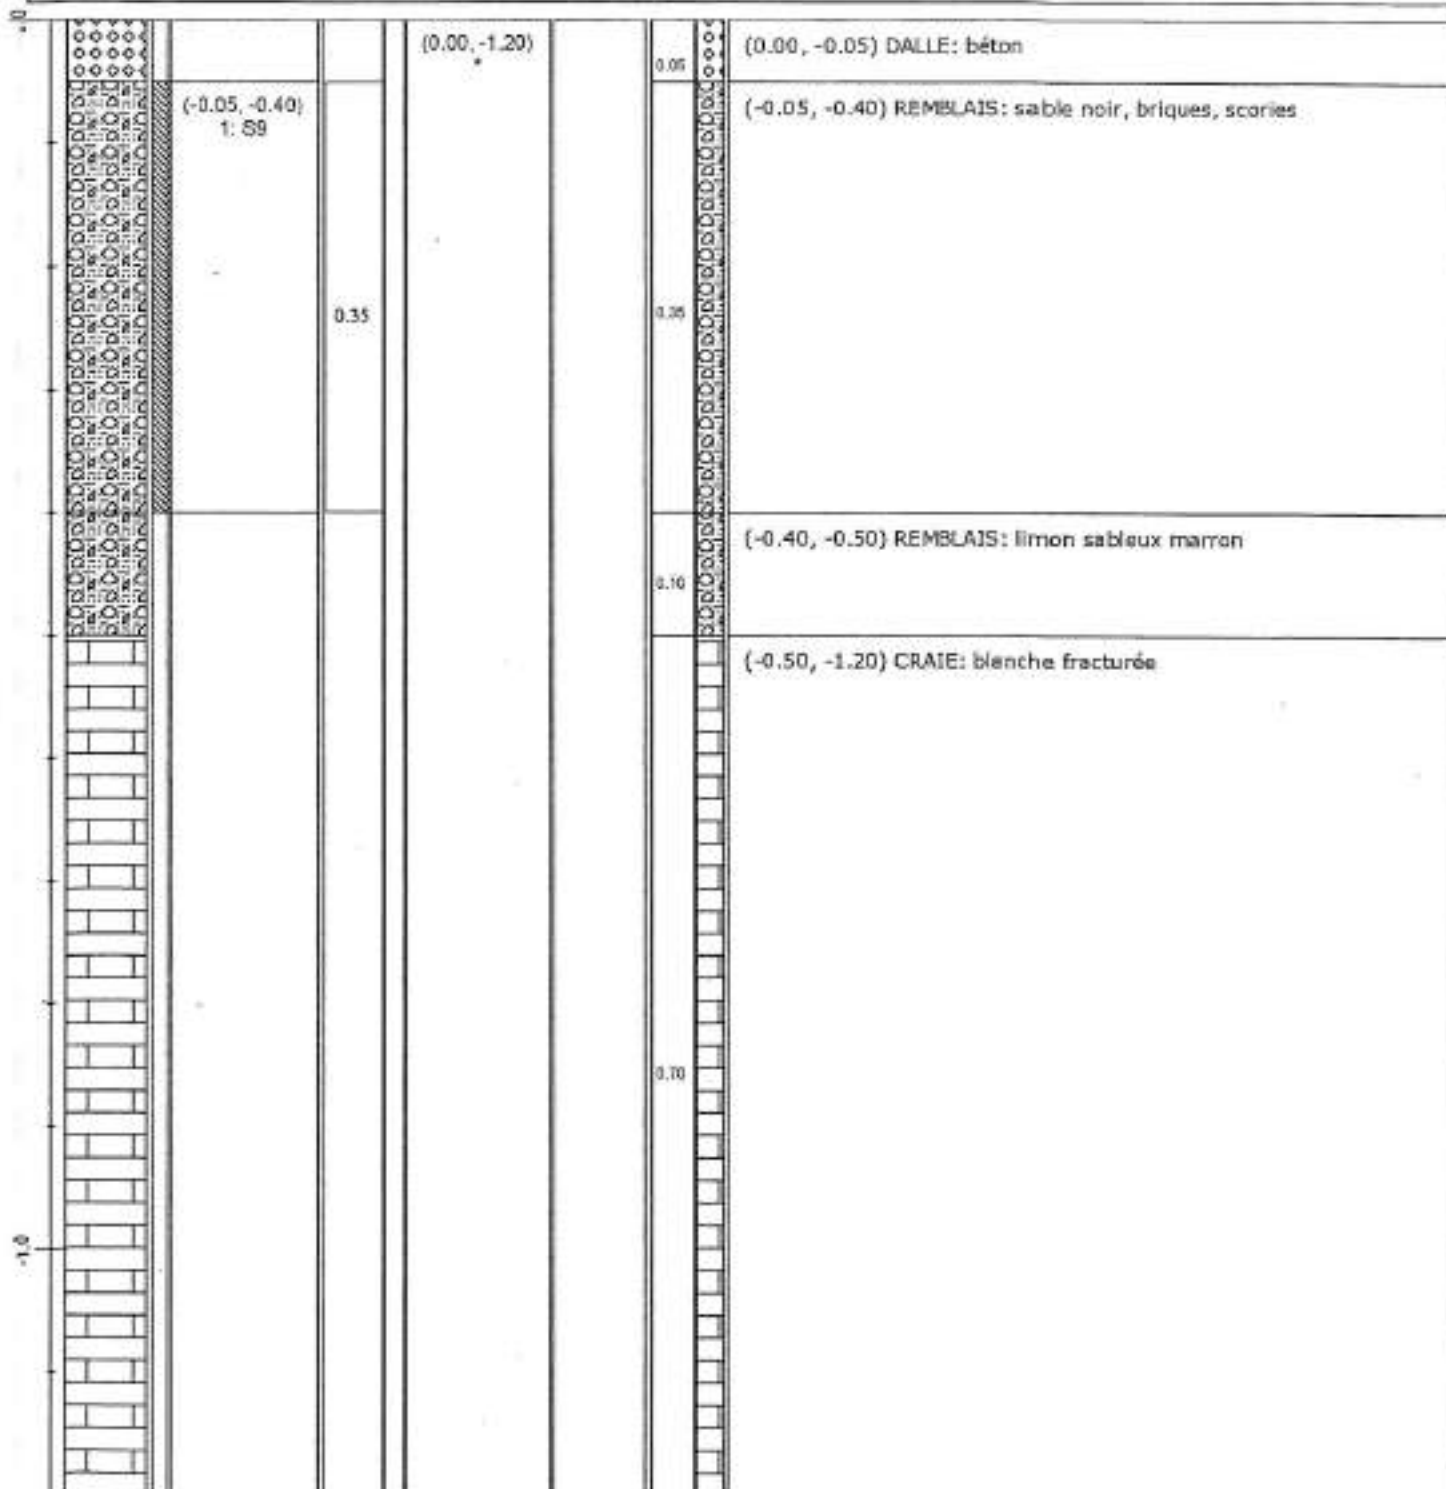 .0
(0.00, -1.20)
*
0.05
(0.00, -0.05) DALLE: béton
(-0.05, -0.40)
1: S9
(-0.05, -0.40) REMBLAIS: sable noir, briques, scories
0.35
0.35
(-0.40, -0.50) REMBLAIS: limon sableux marron
0.10
(-0.50, -1.20) CRAIE: blanche fracturée
0.70
-1.0